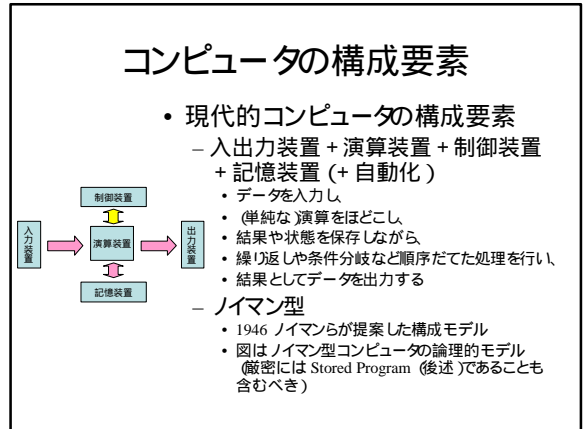 コンピュータの構成要素
• 現代的コンピュータの構成要素
– 入出力装置 + 演算装置 + 制御装置
+ 記憶装置 (+ 自動化 )
• データを入力し、
• (単純な )演算をほどこし、
• 結果や状態を保存しながら、
• 繰り返しや条件分岐など順序だてた処理を行い、
• 結果としてデータを出力する
– ノイマン型
• 1946 ノイマンらが提案した構成モデル
• 図はノイマン型コンピュータの論理的モデル
(厳密には Stored Program (後述 )であることも
含むべき )
制御装置
入力装置
演算装置
出力装置
記憶装置